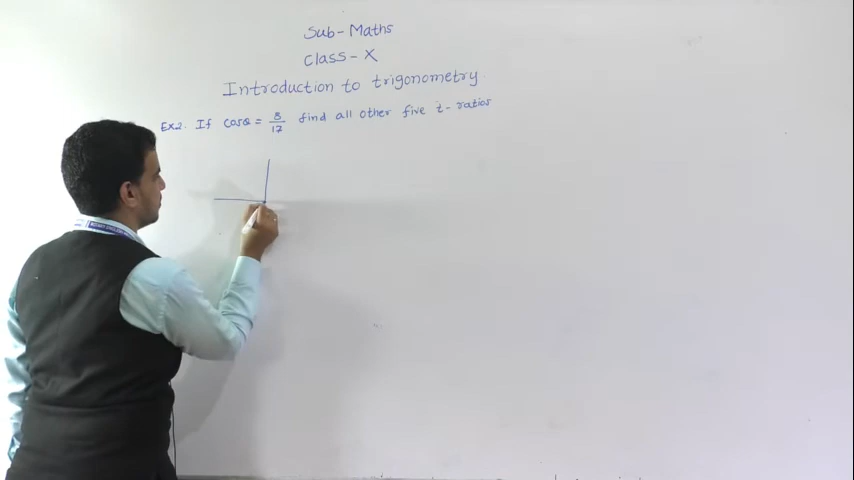 Sub-Maths
Class-X
Introduction to trigonometry
Ex2. If cosθ = 8/17 find all other five t-ratios